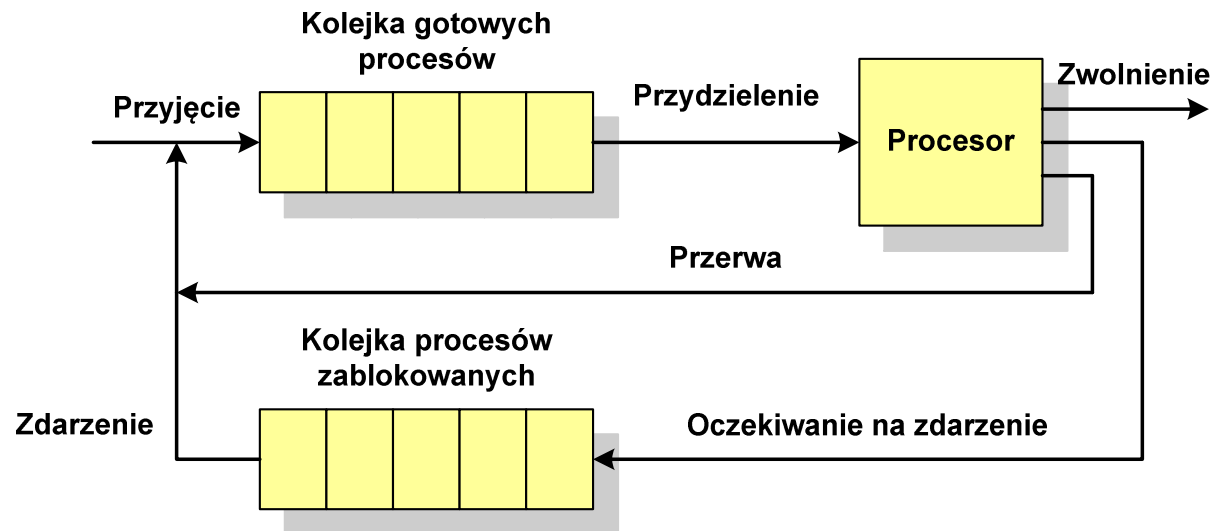 Kolejka gotowych
procesów
Przyjęcie
Przydzielenie
Procesor
Zwolnienie
Przerwa
Kolejka procesów
zablokowanych
Zdarzenie
Oczekiwanie na zdarzenie